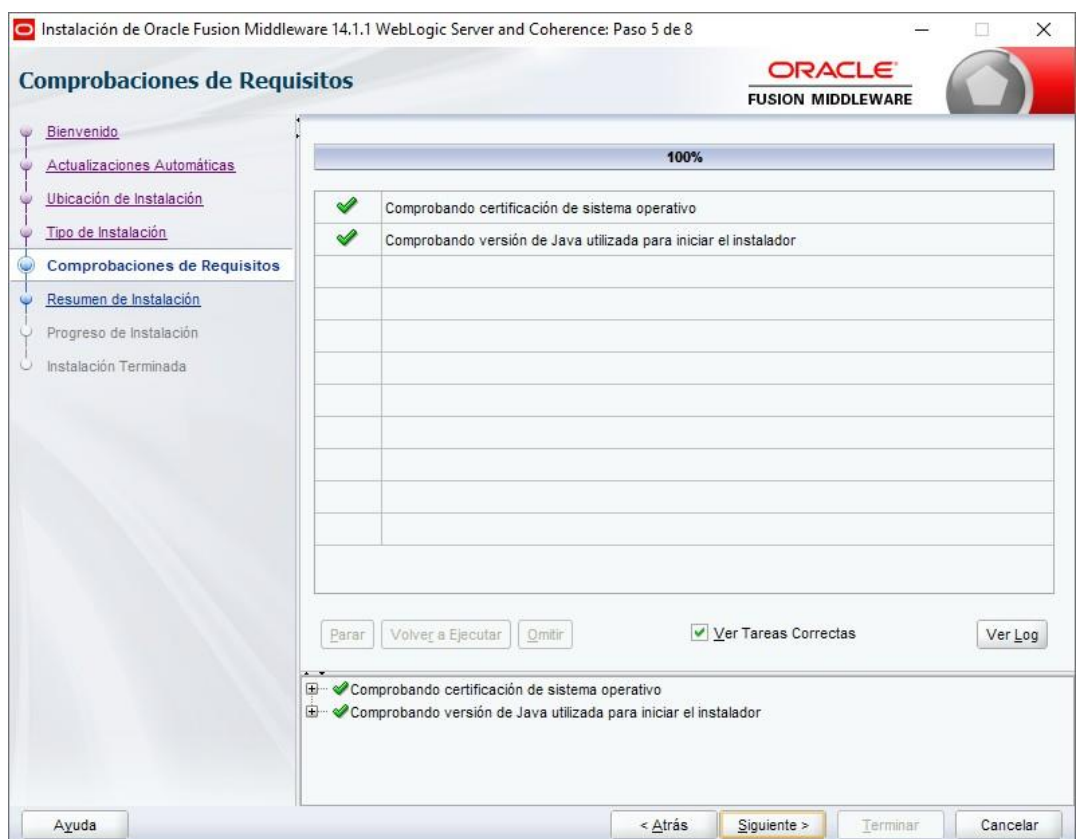 Instalación de Oracle Fusion Middleware 14.1.1 WebLogic Server and Coherence: Paso 5 de 8
Comprobaciones de Requisitos
ORACLE
FUSION MIDDLEWARE
Bienvenido
Actualizaciones Automáticas
Ubicación de Instalación
Tipo de Instalación
Comprobaciones de Requisitos
Resumen de Instalación
Progreso de Instalación
Instalación Terminada
100%
Comprobando certificación de sistema operativo
Comprobando versión de Java utilizada para iniciar el instalador
Parar Volver a Ejecutar Omitir Ver Tareas Correctas Ver Log
Comprobando certificación de sistema operativo
Comprobando versión de Java utilizada para iniciar el instalador
Ayuda < Atrás Siguiente > Terminar Cancelar